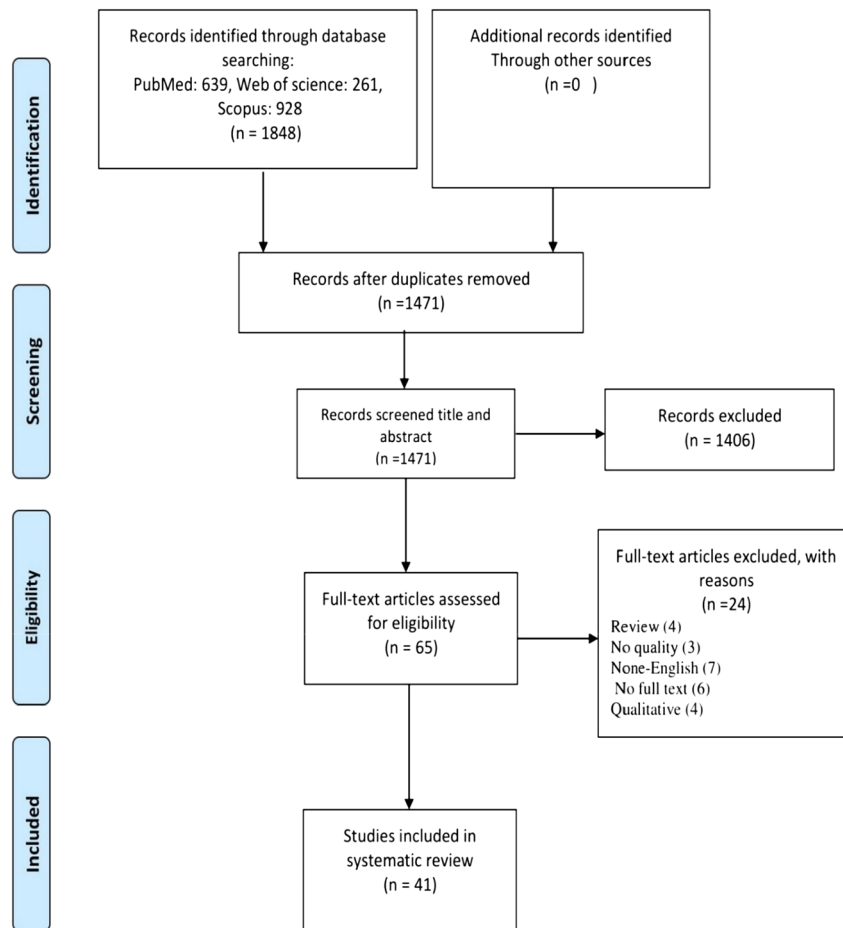 Identification
Records identified through database
searching:
PubMed: 639, Web of science: 261,
Scopus: 928
(n = 1848)
Additional records identified
Through other sources
(n =0   )
Records after duplicates removed
(n =1471)
Screening
Records screened title and
abstract
(n =1471)
Records excluded
(n = 1406)
Eligibility
Full-text articles assessed
for eligibility
(n = 65)
Full-text articles excluded, with
reasons
(n =24)
Review (4)
No quality (3)
None-English (7)
No full text (6)
Qualitative (4)
Included
Studies included in
systematic review
(n = 41)